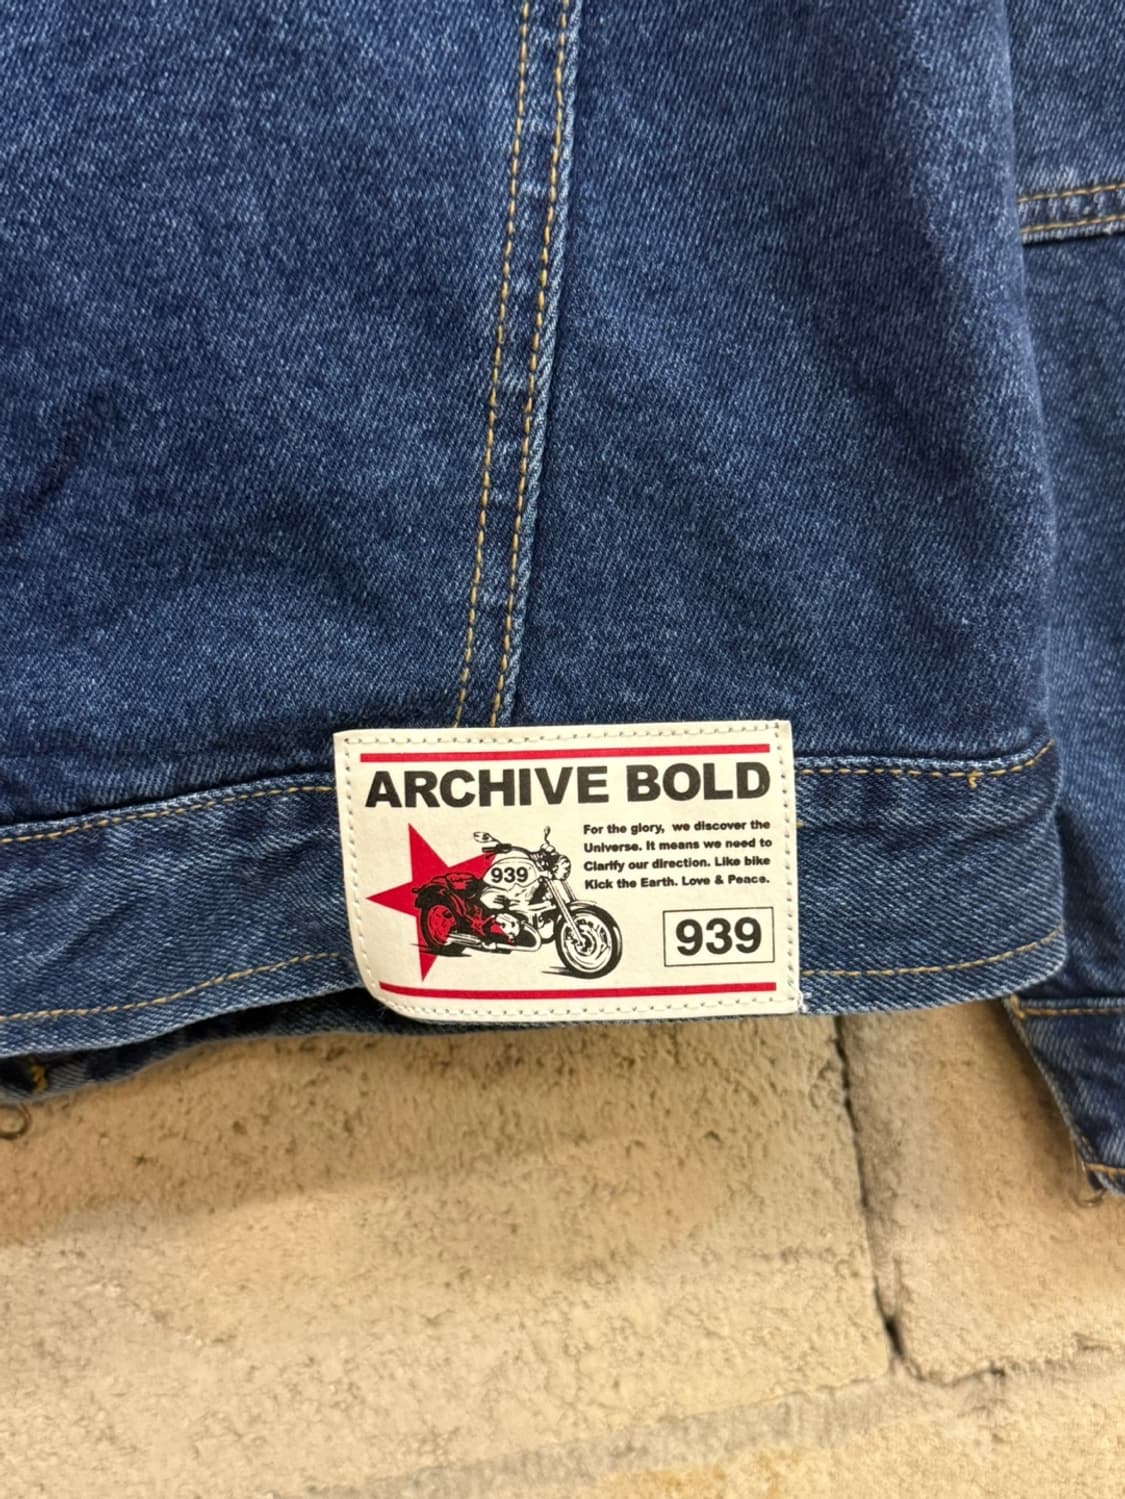 ARCHIVE BOLD
For the glory, we discover the
Universe. It means we need to
Clarify our direction. Like bike
Kick the Earth. Love & Peace.
939
939